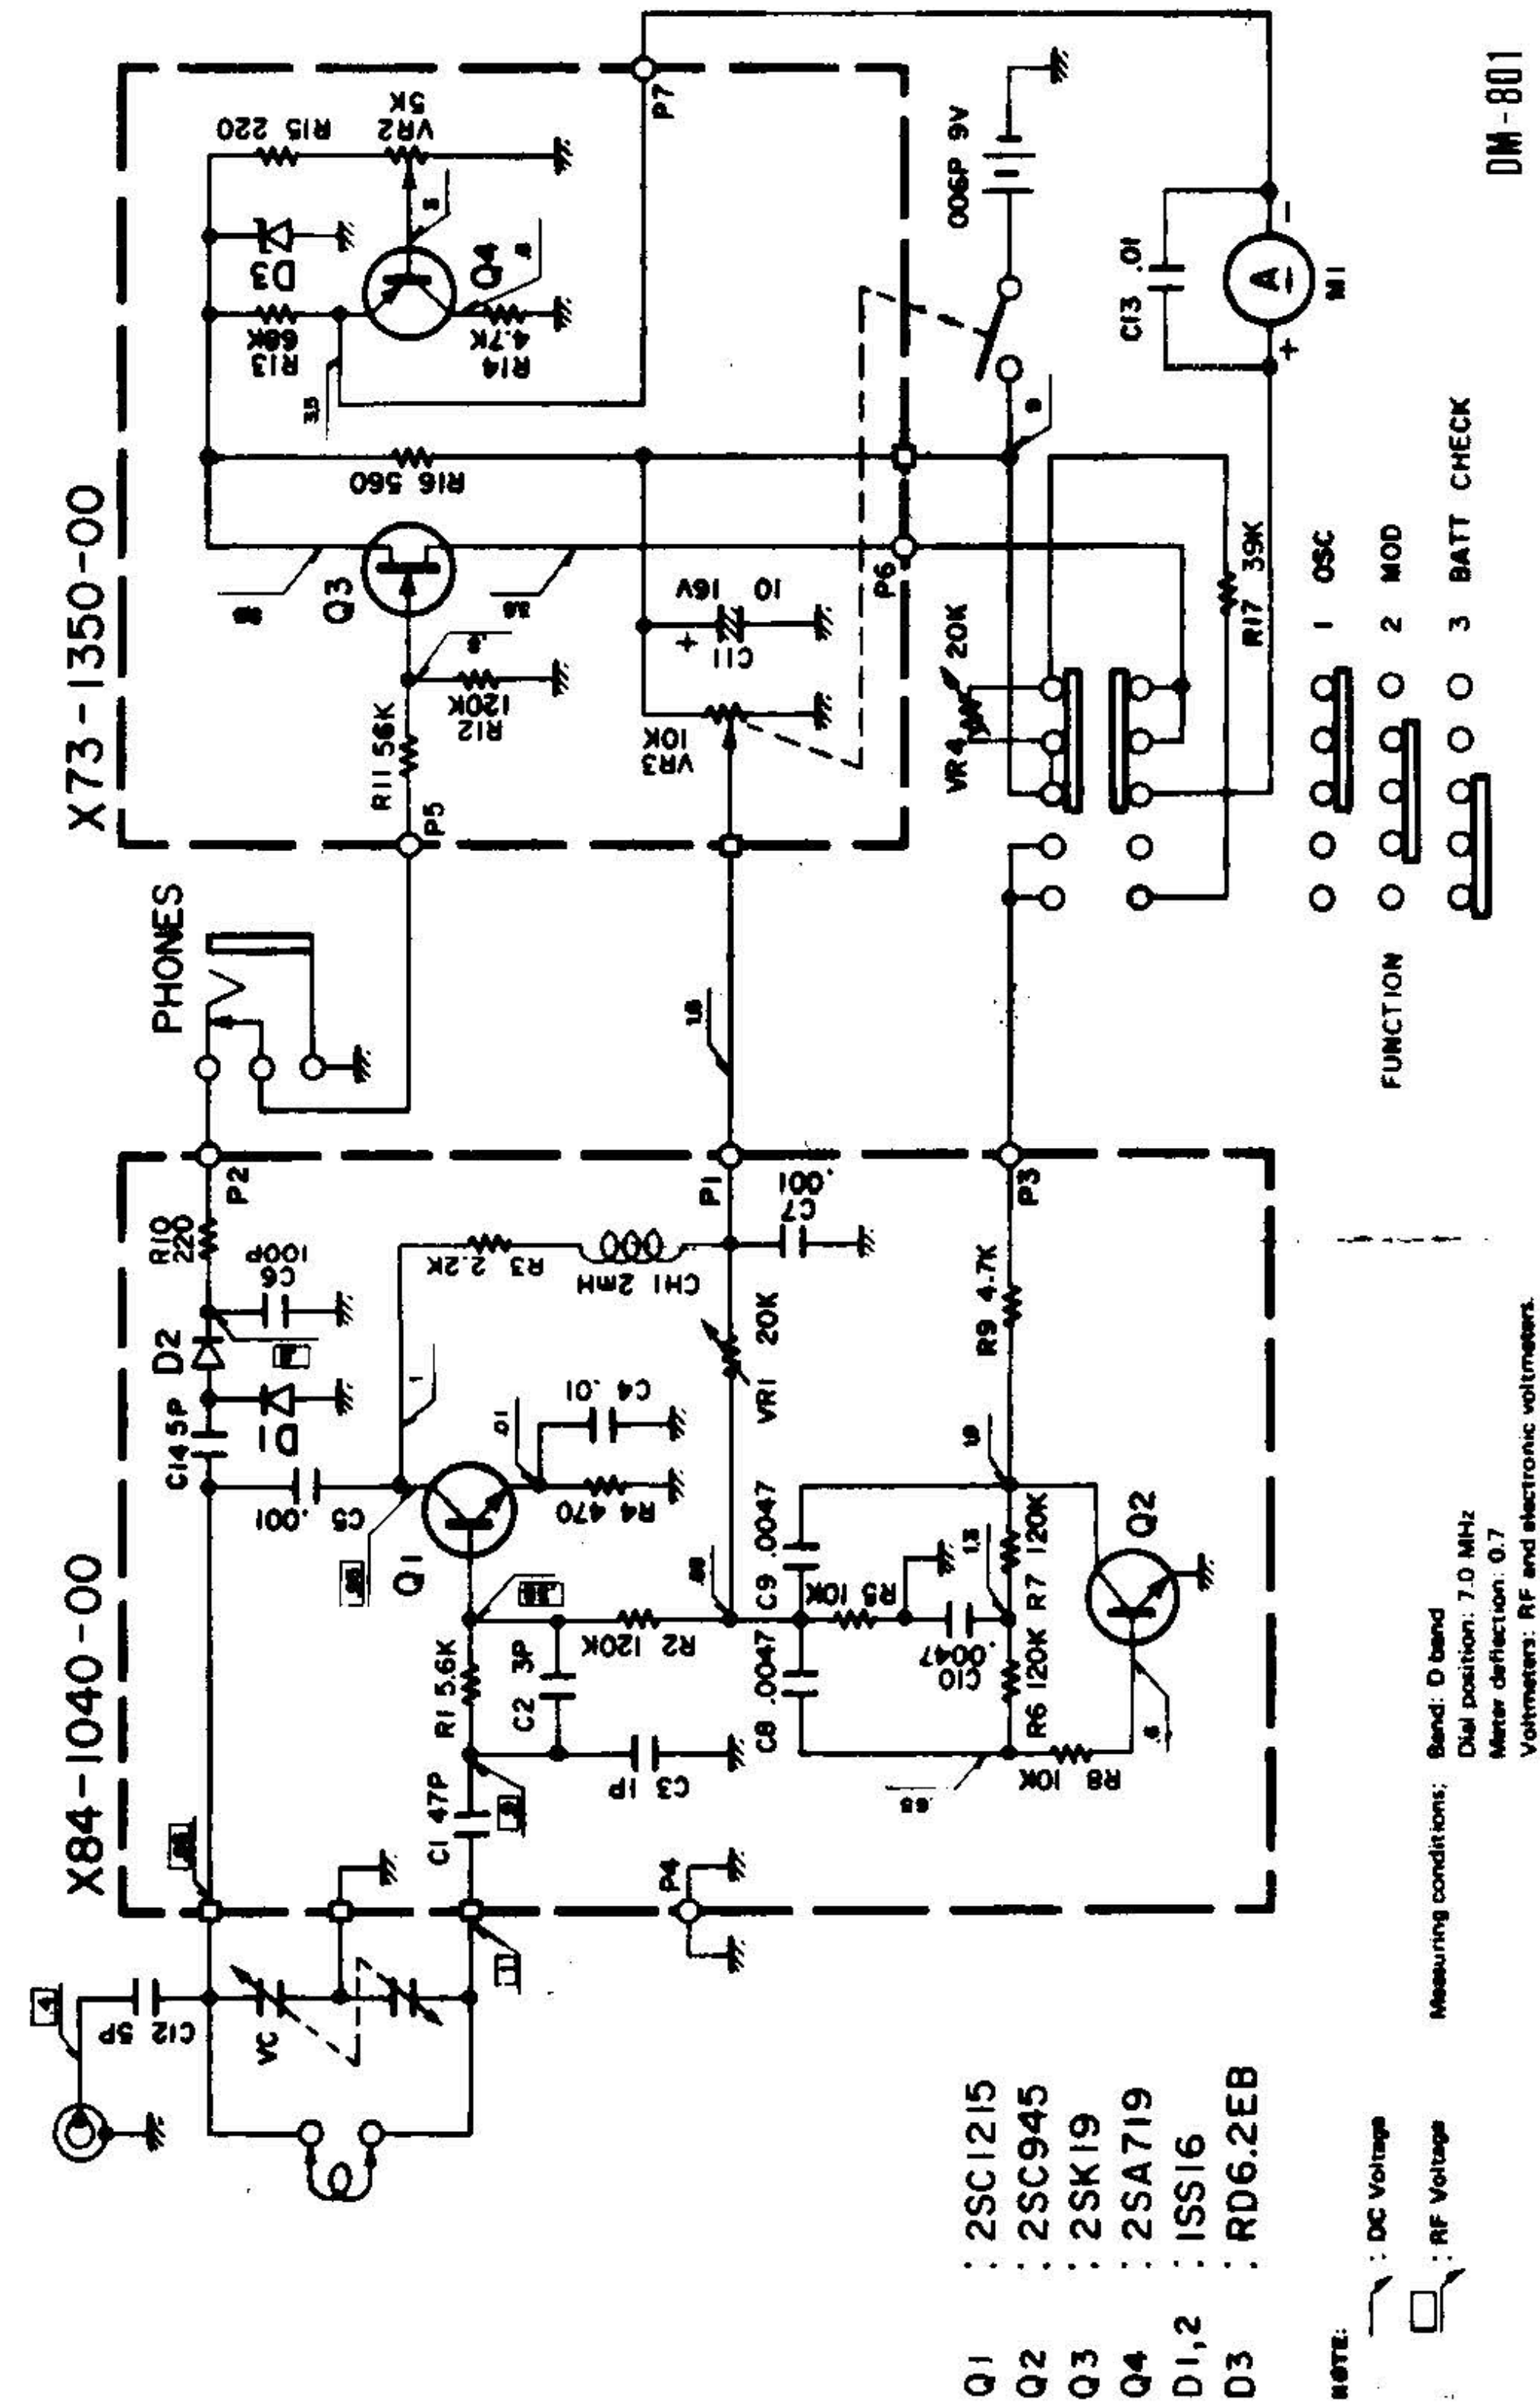 X84-1040-00
X73-1350-00
PHONES
C12 5P
VC
C14 5P
D1
D2
C6
100P
R10
220
P2
C5 .001
Q1
R4 470
C4 .01
R3 2.2K
CH1 2mH
P1
C7
.001
C1 47P
R1 5.6K
C2 3P
C3 1P
R2 120K
VR1 20K
P4
C8 .0047
C9 .0047
R5 10K
C10
.0047
R6 120K
R7 120K
R8 10K
Q2
R9 4.7K
P3
.4
.01
1
P5
R11 56K
R12
120K
Q3
R16 560
R13
68K
D3
R15 220
VR2
5K
Q4
R14
4.7K
P7
VR3
10K
C11
10 16V
+
P6
006P 9V
9
VR4 20K
R17 39K
C13 .01
A
M1
+
-
FUNCTION
1 OSC
2 MOD
3 BATT CHECK
Q1 : 2SC1215
Q2 : 2SC945
Q3 : 2SK19
Q4 : 2SA719
D1,2 : 1SS16
D3 : RD6.2EB
NOTE:
: DC Voltage
: RF Voltage
Measuring conditions; Band: D band
Dial position: 7.0 MHz
Meter deflection: 0.7
Voltmeters: RF and electronic voltmeters.
DM-801